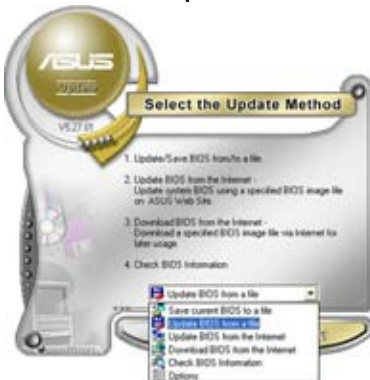 ASUS
Update
V5.27.01
Select the Update Method
1. Update/Save BIOS from/to a file.
2. Update BIOS from the Internet -
Update system BIOS using a specified BIOS image file
on ASUS Web Site.
3. Download BIOS from the Internet -
Download a specified BIOS image file via Internet for
later usage.
4. Check BIOS Information
Update BIOS from a file
Save current BIOS to a file
Update BIOS from a file
Update BIOS from the Internet
Download BIOS from the Internet
Check BIOS Information
Options